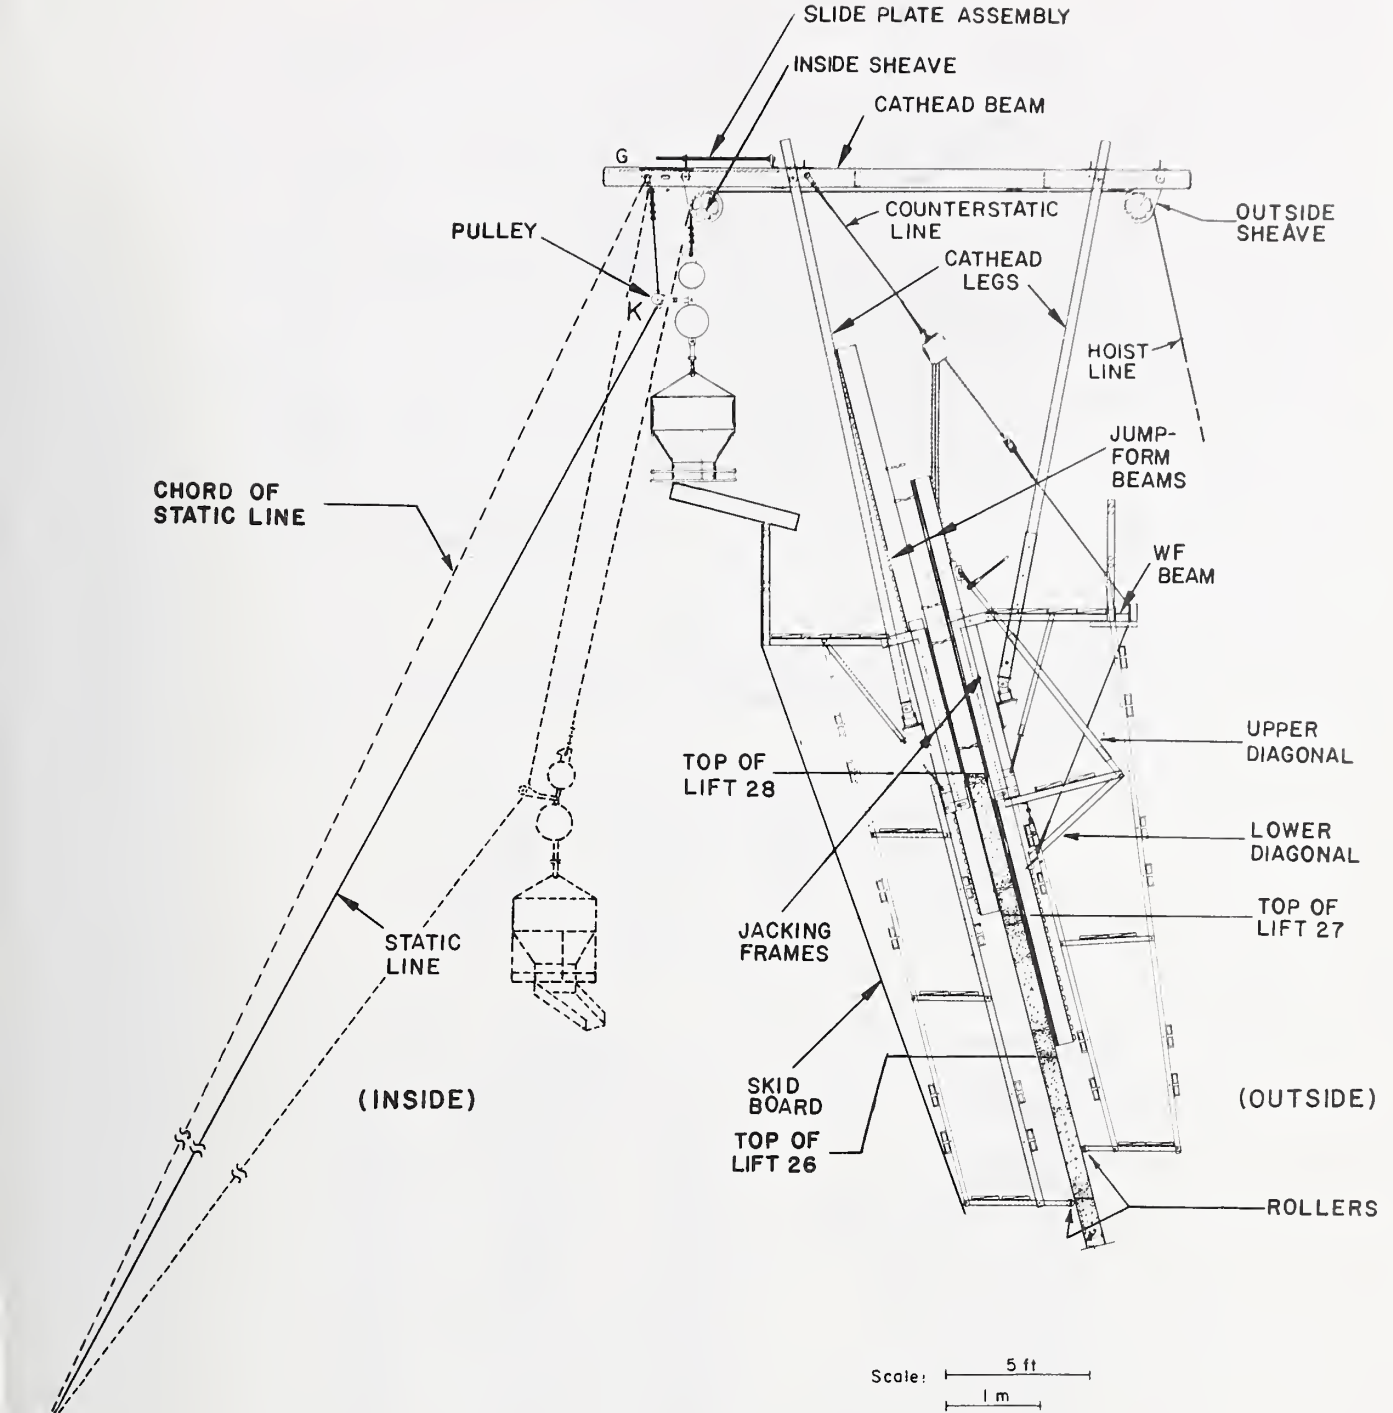 SLIDE PLATE ASSEMBLY
INSIDE SHEAVE
CATHEAD BEAM
G
PULLEY
K
COUNTERSTATIC
LINE
OUTSIDE
SHEAVE
CATHEAD
LEGS
HOIST
LINE
JUMP-
FORM
BEAMS
CHORD OF
STATIC LINE
WF
BEAM
UPPER
DIAGONAL
TOP OF
LIFT 28
LOWER
DIAGONAL
TOP OF
LIFT 27
JACKING
FRAMES
STATIC
LINE
(INSIDE)
SKID
BOARD
(OUTSIDE)
TOP OF
LIFT 26
ROLLERS
Scale: 5 ft
1 m